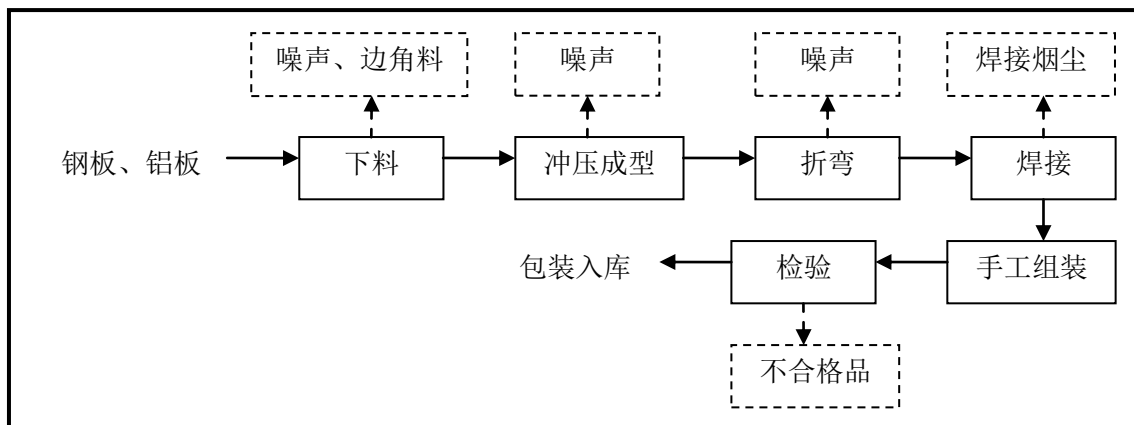 噪声、边角料
噪声
噪声
焊接烟尘
钢板、铝板
下料
冲压成型
折弯
焊接
包装入库
检验
手工组装
不合格品